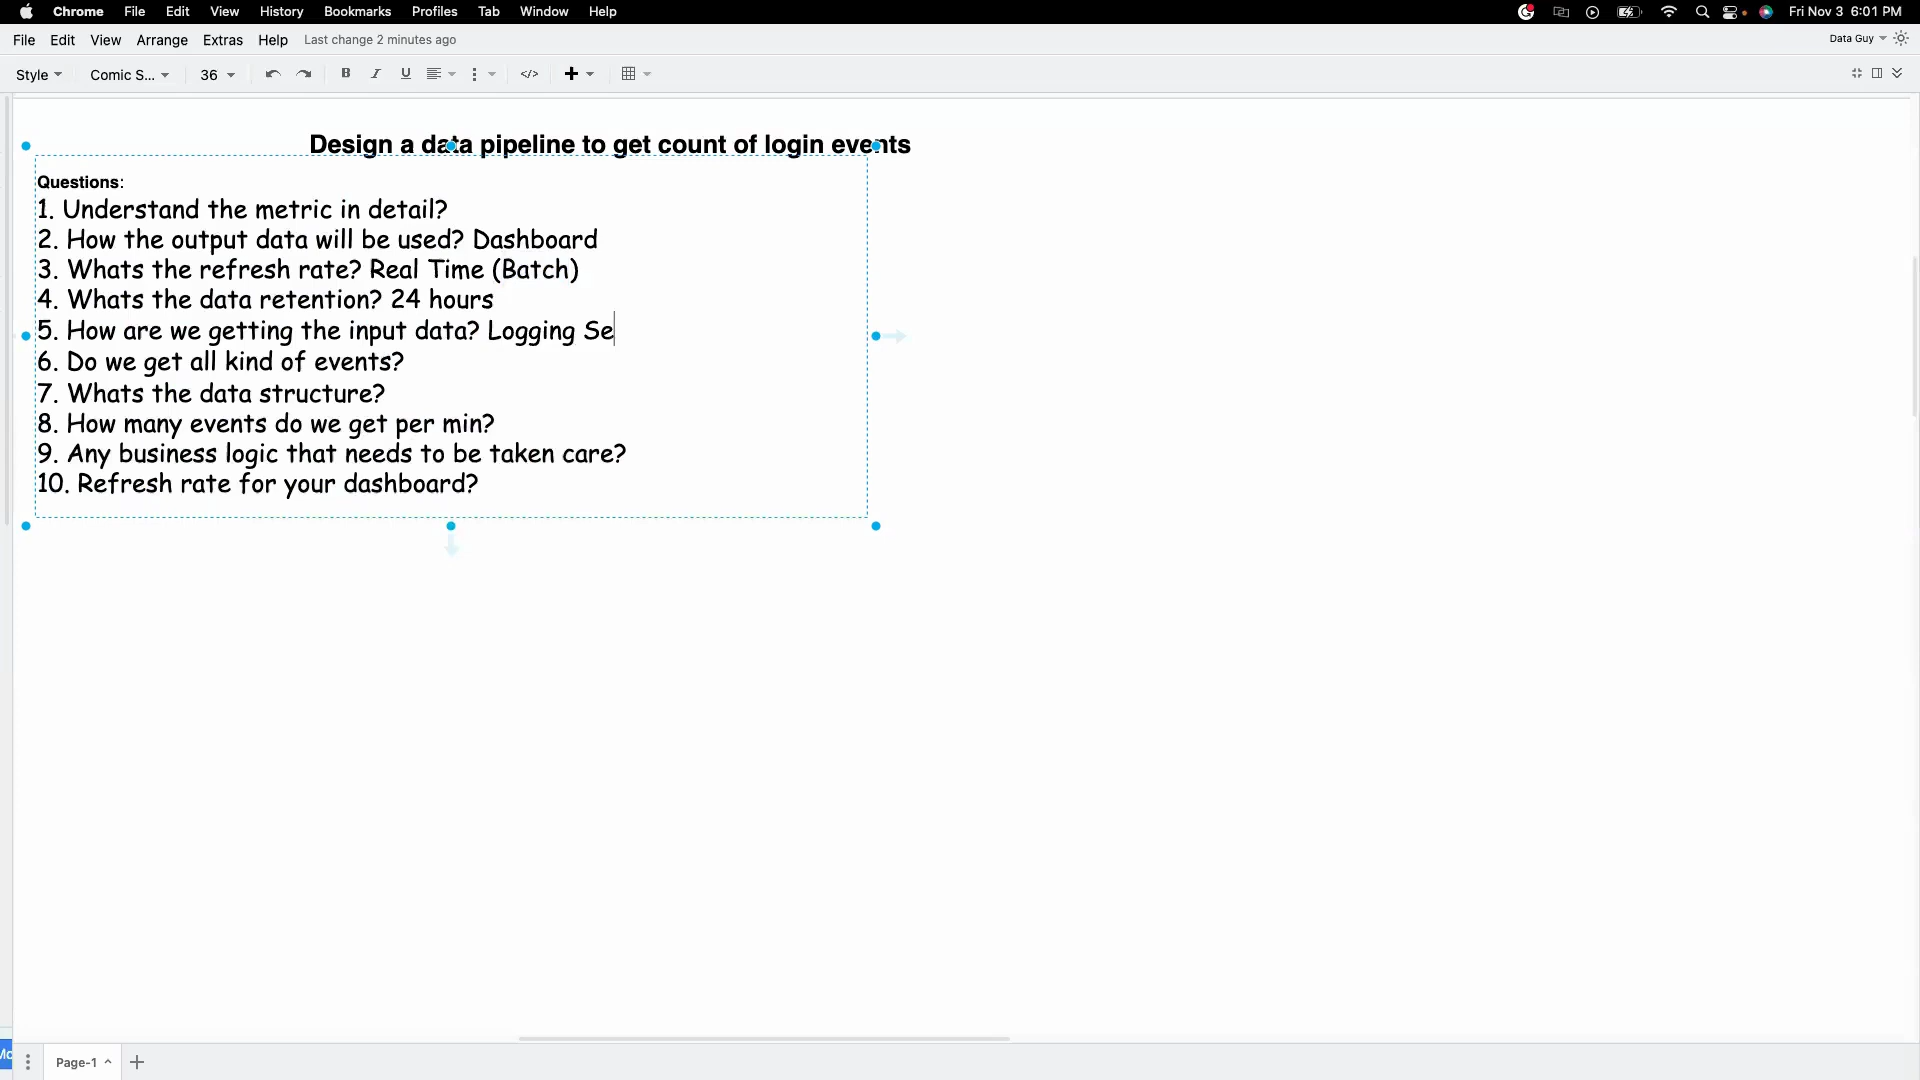 Chrome File Edit View History Bookmarks Profiles Tab Window Help Fri Nov 3 6:01 PM
File Edit View Arrange Extras Help Last change 2 minutes ago Data Guy
Style Comic S... 36 B I U </>
Design a data pipeline to get count of login events
Questions:
1. Understand the metric in detail?
2. How the output data will be used? Dashboard
3. Whats the refresh rate? Real Time (Batch)
4. Whats the data retention? 24 hours
5. How are we getting the input data? Logging Se
6. Do we get all kind of events?
7. Whats the data structure?
8. How many events do we get per min?
9. Any business logic that needs to be taken care?
10. Refresh rate for your dashboard?
Page-1